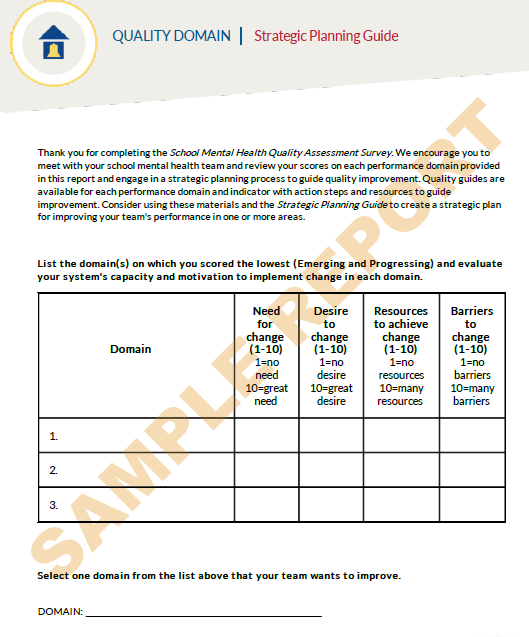 QUALITY DOMAIN | Strategic Planning Guide
Thank you for completing the School Mental Health Quality Assessment Survey. We encourage you to
meet with your school mental health team and review your scores on each performance domain provided
in this report and engage in a strategic planning process to guide quality improvement. Quality guides are
available for each performance domain and indicator with action steps and resources to guide
improvement. Consider using these materials and the Strategic Planning Guide to create a strategic plan
for improving your team's performance in one or more areas.
List the domain(s) on which you scored the lowest (Emerging and Progressing) and evaluate
your system's capacity and motivation to implement change in each domain.
Domain
Need
for
change
(1-10)
1=no
need
10=great
need
Desire
to
change
(1-10)
1=no
desire
10=great
desire
Resources
to achieve
change
(1-10)
1=no
resources
10=many
resources
Barriers
to
change
(1-10)
1=no
barriers
10=many
barriers
1.
2.
3.
Select one domain from the list above that your team wants to improve.
DOMAIN:
SAMPLE REPORT